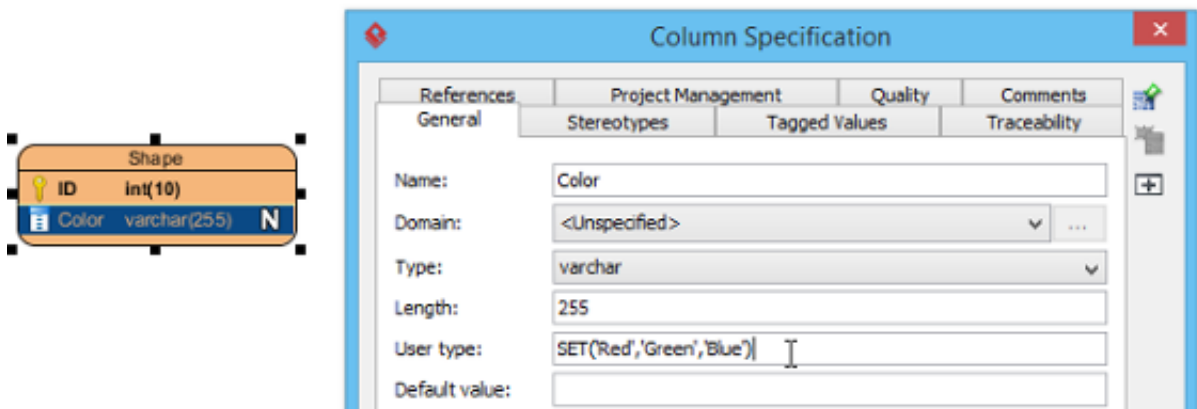 Column Specification
References Project Management Quality Comments
General Stereotypes Tagged Values Traceability
Shape
ID int(10)
Color varchar(255) N
Name: Color
Domain: <Unspecified> ...
Type: varchar
Length: 255
User type: SET('Red','Green','Blue')
Default value: